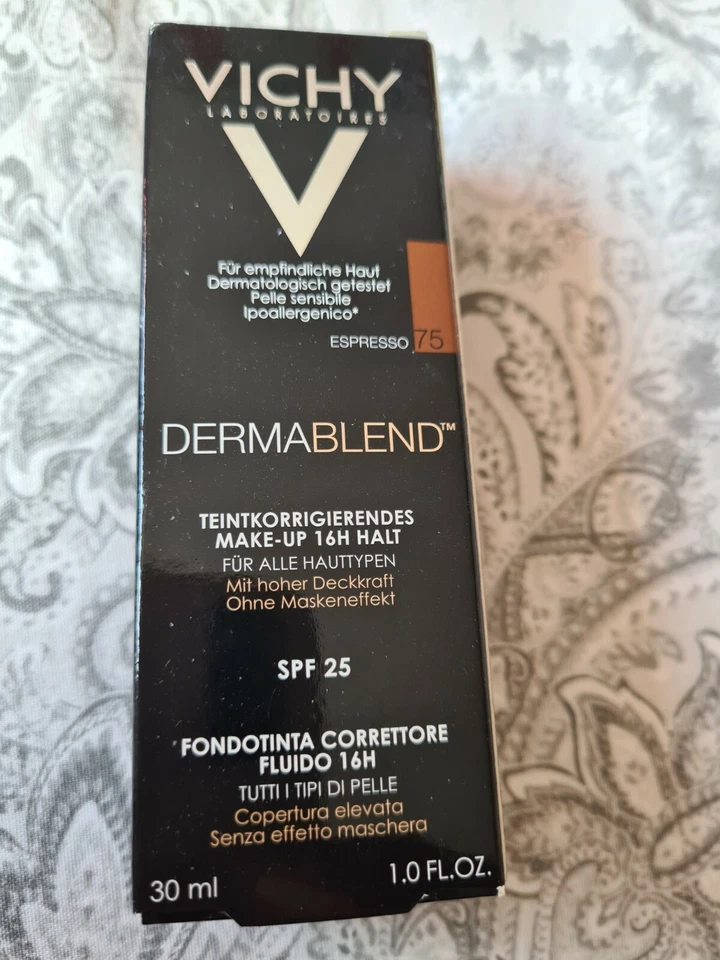 VICHY
LABORATOIRES
V
Für empfindliche Haut
Dermatologisch getestet
Pelle sensibile
Ipoallergenico*
ESPRESSO 75
DERMABLEND™
TEINTKORRIGIERENDES
MAKE-UP 16H HALT
FÜR ALLE HAUTTYPEN
Mit hoher Deckkraft
Ohne Maskeneffekt
SPF 25
FONDOTINTA CORRETTORE
FLUIDO 16H
TUTTI I TIPI DI PELLE
Copertura elevata
Senza effetto maschera
30 ml 1.0 FL.OZ.